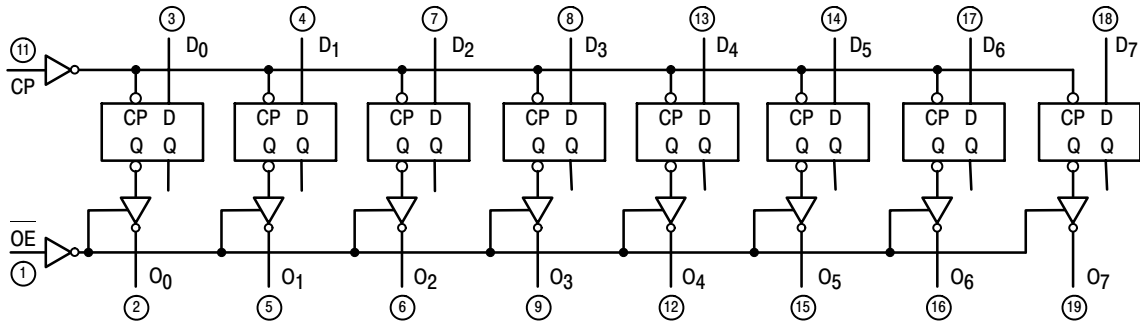 3 4 7 8 13 14 17 18
11 D0 D1 D2 D3 D4 D5 D6 D7
CP
CP D CP D CP D CP D CP D CP D CP D CP D
Q Q Q Q Q Q Q Q Q Q Q Q Q Q Q Q
OE
1 O0 O1 O2 O3 O4 O5 O6 O7
2 5 6 9 12 15 16 19